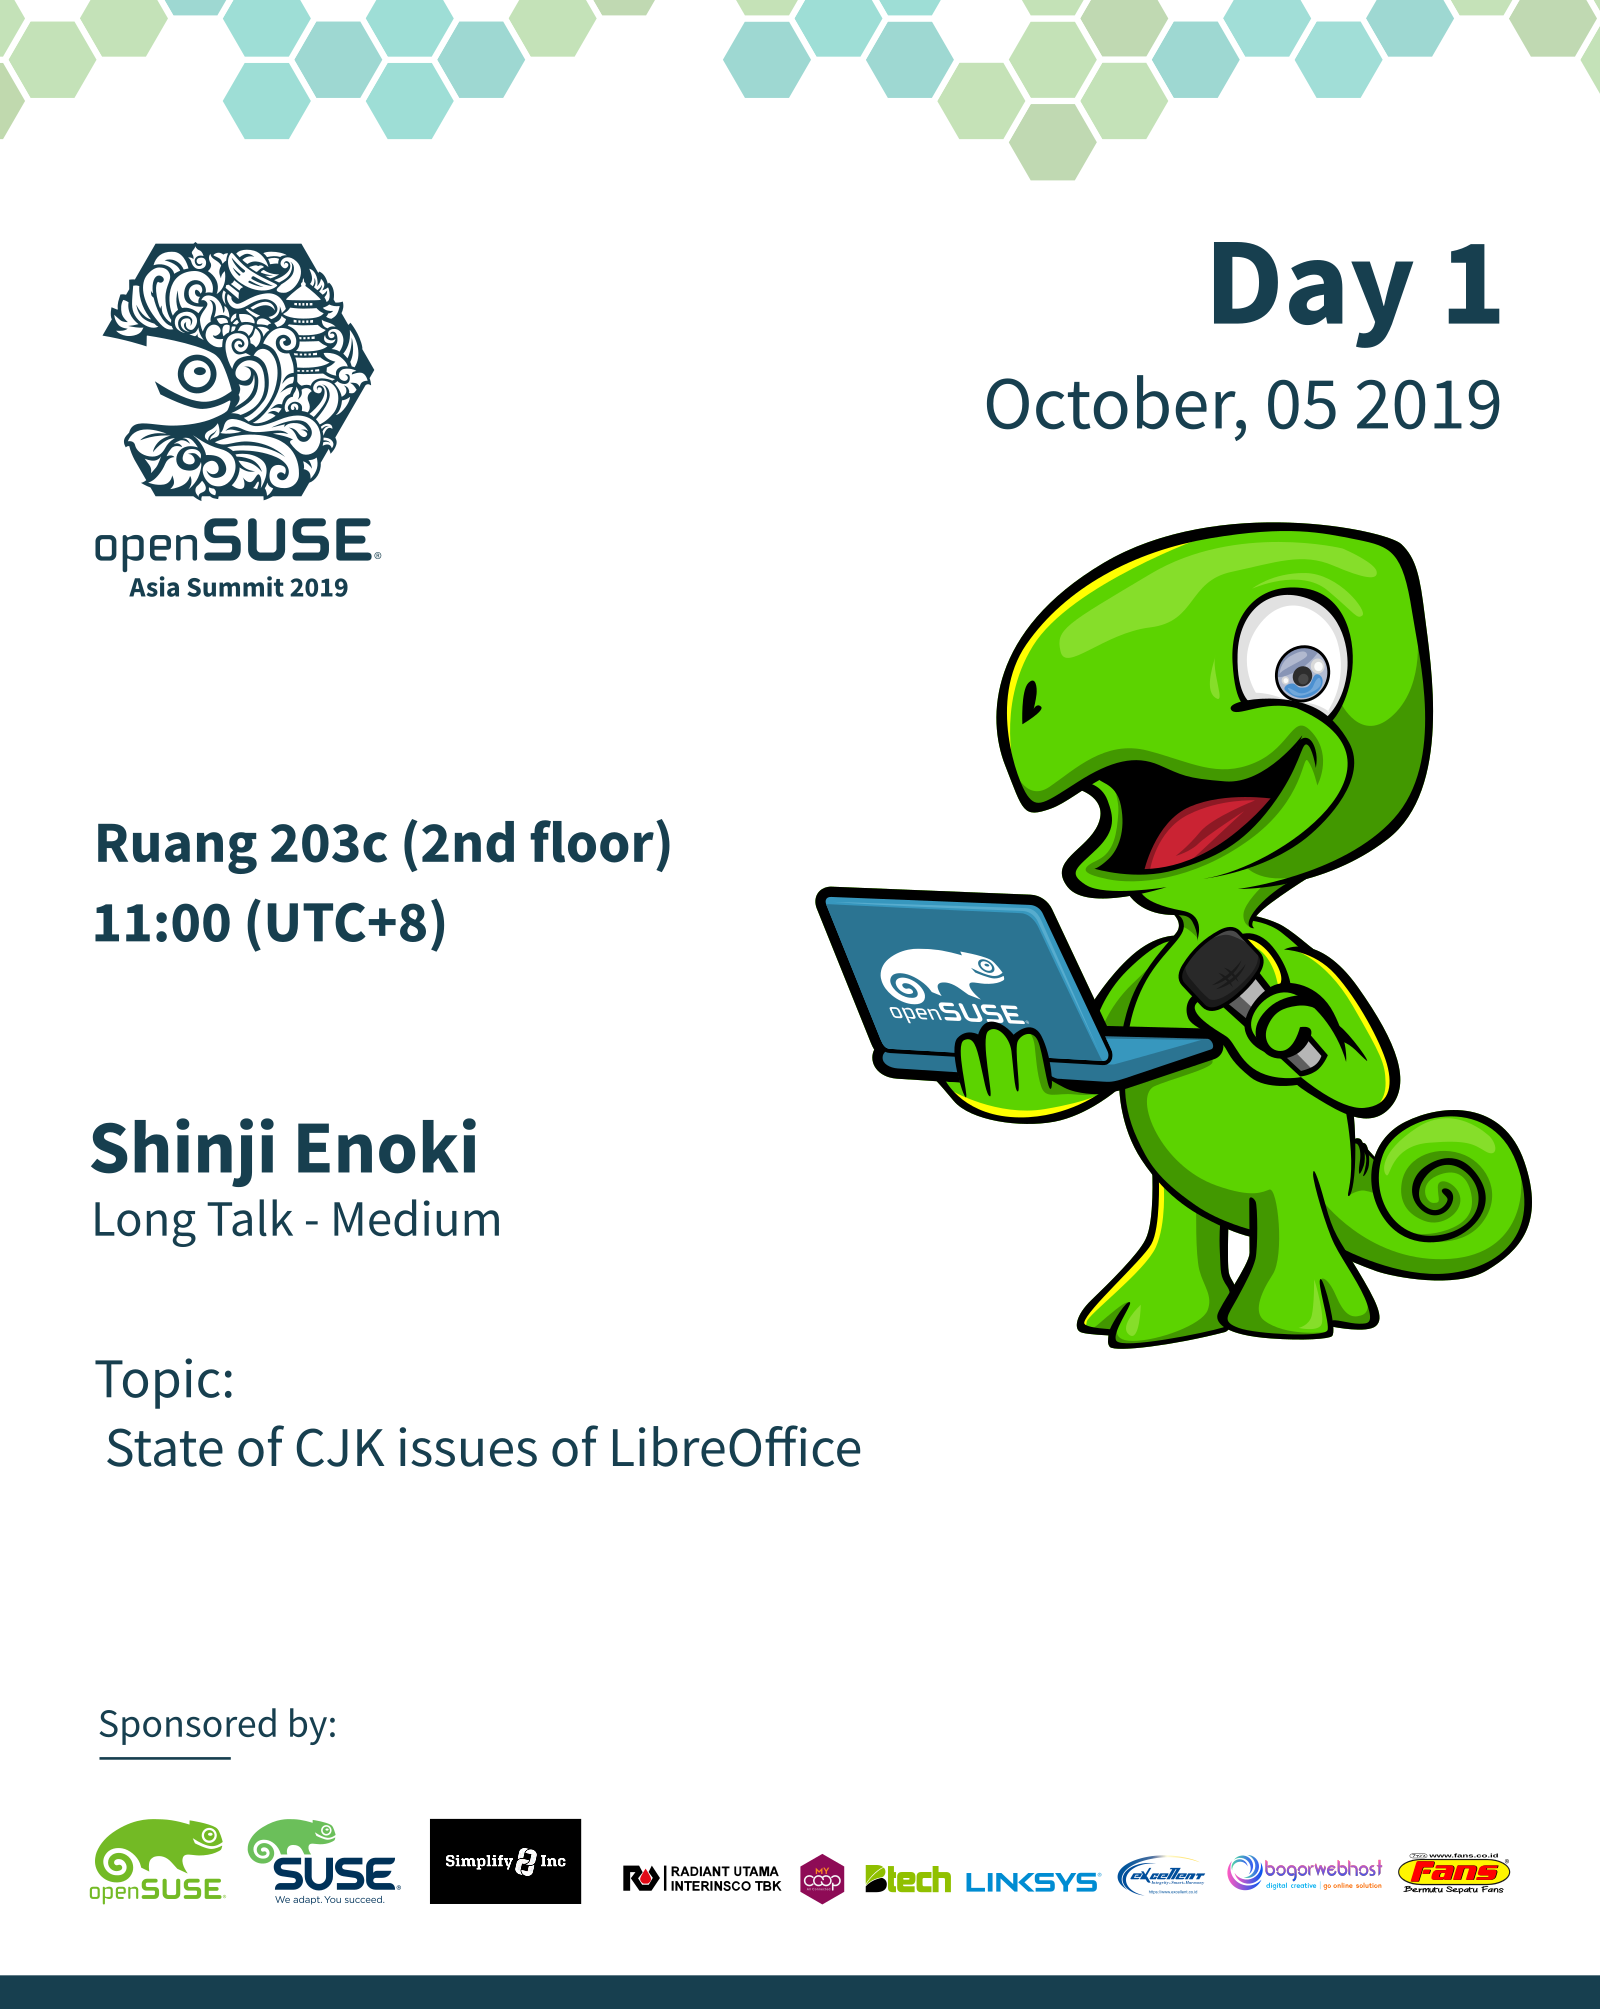 Day 1
October, 05 2019
openSUSE®
Asia Summit 2019
Ruang 203c (2nd floor)
11:00 (UTC+8)
openSUSE
Shinji Enoki
Long Talk - Medium
Topic:
State of CJK issues of LibreOffice
Sponsored by:
openSUSE
SUSE®
We adapt. You succeed.
Simplify Inc
RADIANT UTAMA
INTERINSCO TBK
MY
COOP
Btech
LINKSYS
excellent
bogorwebhost
digital creative | go online solution
www.fans.co.id
Fans®
Bermutu Sepatu Fans